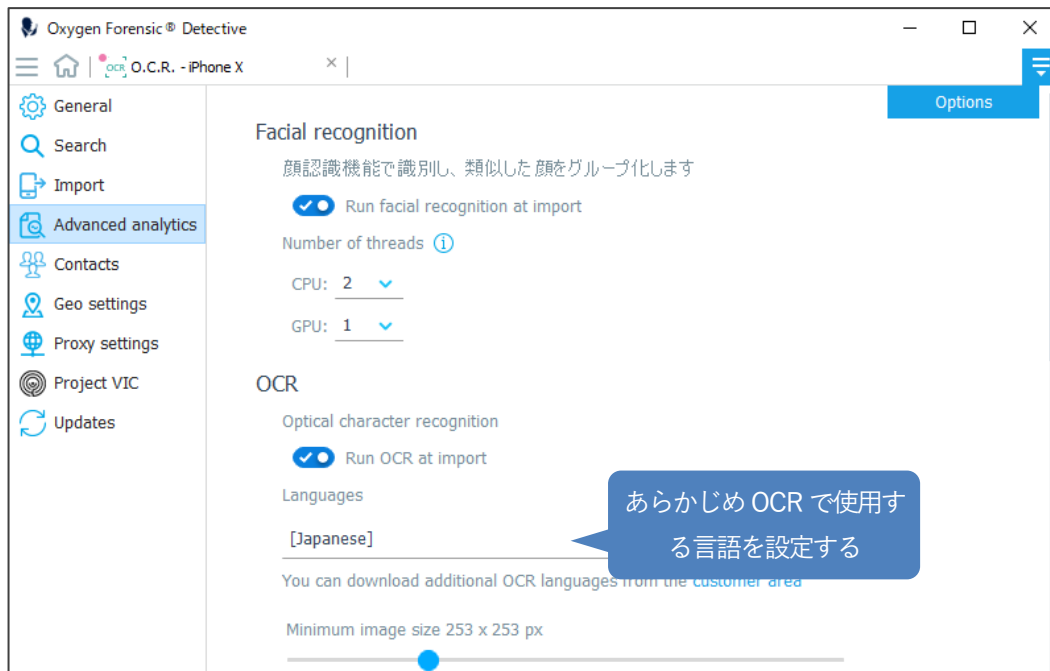 Oxygen Forensic® Detective
OCR O.C.R. - iPhone X
Options
General
Search
Import
Advanced analytics
Contacts
Geo settings
Proxy settings
Project VIC
Updates
Facial recognition
顔認識機能で識別し、類似した顔をグループ化します
Run facial recognition at import
Number of threads
CPU: 2
GPU: 1
OCR
Optical character recognition
Run OCR at import
Languages
[Japanese]
あらかじめ OCR で使用す
る言語を設定する
You can download additional OCR languages from the customer area
Minimum image size 253 x 253 px